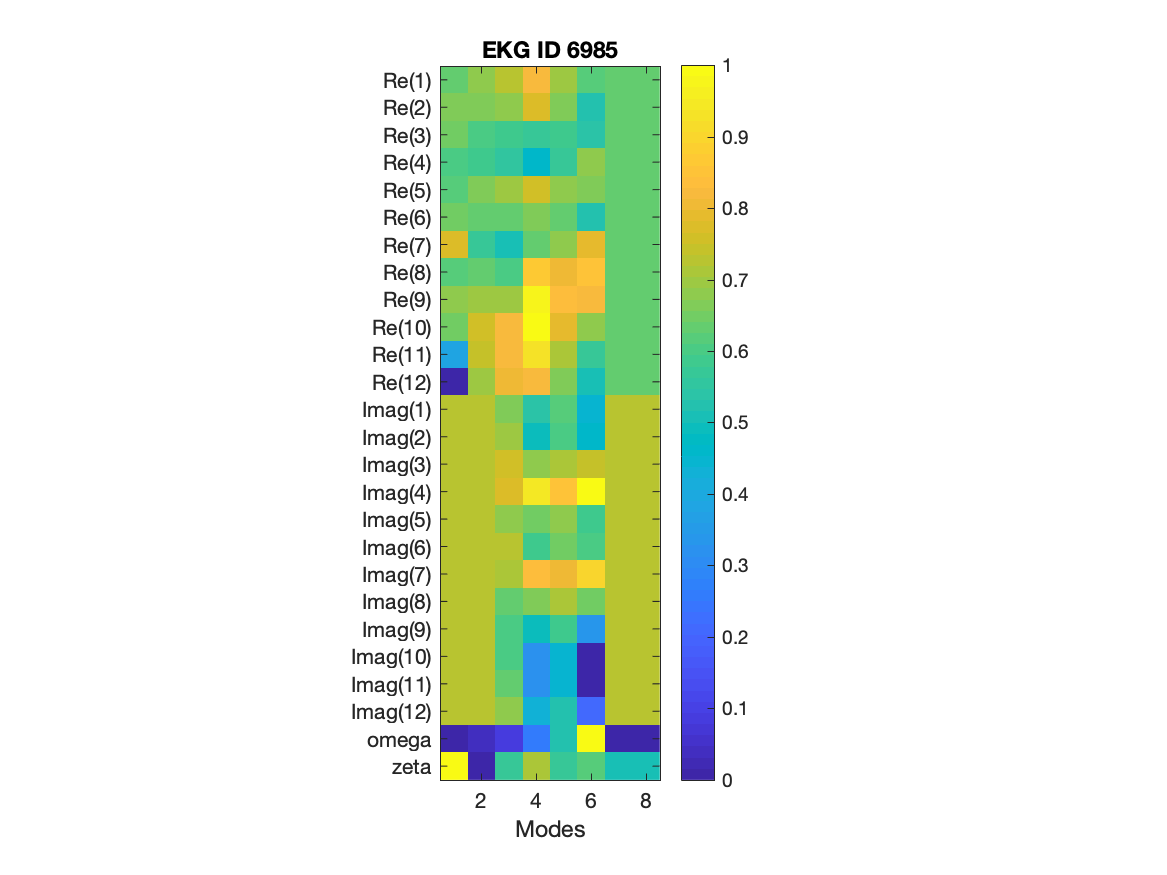 EKG ID 6985
Re(1)
Re(2)
Re(3)
Re(4)
Re(5)
Re(6)
Re(7)
Re(8)
Re(9)
Re(10)
Re(11)
Re(12)
Imag(1)
Imag(2)
Imag(3)
Imag(4)
Imag(5)
Imag(6)
Imag(7)
Imag(8)
Imag(9)
Imag(10)
Imag(11)
Imag(12)
omega
zeta
2 4 6 8
Modes
1
0.9
0.8
0.7
0.6
0.5
0.4
0.3
0.2
0.1
0